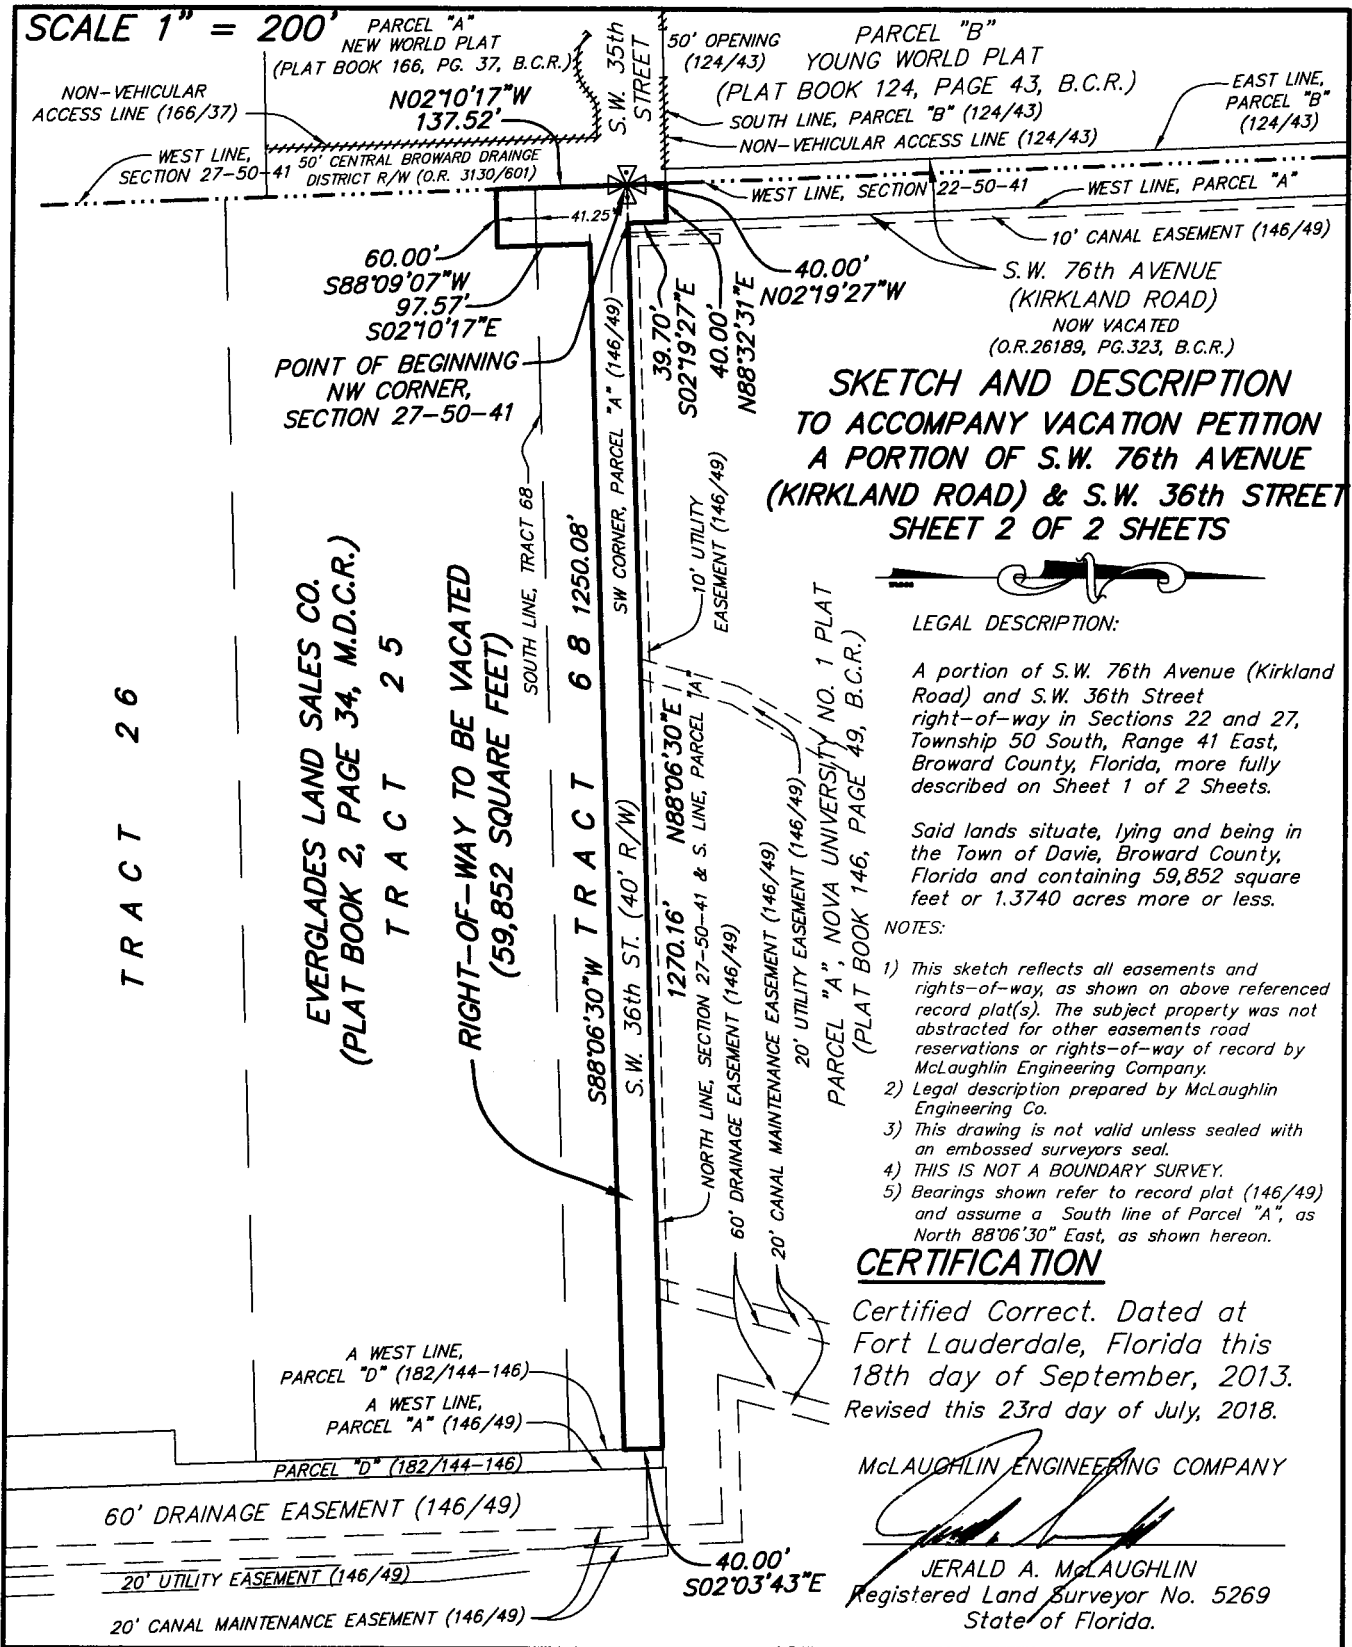 SCALE 1" = 200'
PARCEL "A"
NEW WORLD PLAT
(PLAT BOOK 166, PG. 37, B.C.R.)
S.W. 35th
STREET
50' OPENING
(124/43)
PARCEL "B"
YOUNG WORLD PLAT
(PLAT BOOK 124, PAGE 43, B.C.R.)
EAST LINE,
PARCEL "B"
(124/43)
NON-VEHICULAR
ACCESS LINE (166/37)
N02°10'17"W
137.52'
SOUTH LINE, PARCEL "B" (124/43)
NON-VEHICULAR ACCESS LINE (124/43)
WEST LINE,
SECTION 27-50-41
50' CENTRAL BROWARD DRAINGE
DISTRICT R/W (O.R. 3130/601)
WEST LINE, SECTION 22-50-41
WEST LINE, PARCEL "A"
41.25'
10' CANAL EASEMENT (146/49)
60.00'
S88°09'07"W
97.57'
S02°10'17"E
40.00'
N02°19'27"W
S.W. 76th AVENUE
(KIRKLAND ROAD)
NOW VACATED
(O.R.26189, PG.323, B.C.R.)
39.70'
S02°19'27"E
40.00'
N88°32'31"E
POINT OF BEGINNING
NW CORNER,
SECTION 27-50-41
SKETCH AND DESCRIPTION
TO ACCOMPANY VACATION PETITION
A PORTION OF S.W. 76th AVENUE
(KIRKLAND ROAD) & S.W. 36th STREET
SHEET 2 OF 2 SHEETS
TRACT 26
EVERGLADES LAND SALES CO.
(PLAT BOOK 2, PAGE 34, M.D.C.R.)
TRACT 25
RIGHT-OF-WAY TO BE VACATED
(59,852 SQUARE FEET)
SOUTH LINE, TRACT 68
TRACT 68
S88°06'30"W
1250.08'
SW CORNER, PARCEL "A" (146/49)
S.W. 36th ST. (40' R/W)
1270.16'
N88°06'30"E
NORTH LINE, SECTION 27-50-41 & S. LINE, PARCEL "A"
10' UTILITY
EASEMENT (146/49)
60' DRAINAGE EASEMENT (146/49)
20' CANAL MAINTENANCE EASEMENT (146/49)
20' UTILITY EASEMENT (146/49)
PARCEL "A", NOVA UNIVERSITY NO. 1 PLAT
(PLAT BOOK 146, PAGE 49, B.C.R.)
LEGAL DESCRIPTION:
A portion of S.W. 76th Avenue (Kirkland
Road) and S.W. 36th Street
right-of-way in Sections 22 and 27,
Township 50 South, Range 41 East,
Broward County, Florida, more fully
described on Sheet 1 of 2 Sheets.
Said lands situate, lying and being in
the Town of Davie, Broward County,
Florida and containing 59,852 square
feet or 1.3740 acres more or less.
NOTES:
1) This sketch reflects all easements and
rights-of-way, as shown on above referenced
record plat(s). The subject property was not
abstracted for other easements road
reservations or rights-of-way of record by
McLaughlin Engineering Company.
2) Legal description prepared by McLaughlin
Engineering Co.
3) This drawing is not valid unless sealed with
an embossed surveyors seal.
4) THIS IS NOT A BOUNDARY SURVEY.
5) Bearings shown refer to record plat (146/49)
and assume a South line of Parcel "A", as
North 88°06'30" East, as shown hereon.
CERTIFICATION
Certified Correct. Dated at
Fort Lauderdale, Florida this
18th day of September, 2013.
Revised this 23rd day of July, 2018.
McLAUGHLIN ENGINEERING COMPANY
JERALD A. McLAUGHLIN
Registered Land Surveyor No. 5269
State of Florida.
A WEST LINE,
PARCEL "D" (182/144-146)
A WEST LINE,
PARCEL "A" (146/49)
PARCEL "D" (182/144-146)
60' DRAINAGE EASEMENT (146/49)
20' UTILITY EASEMENT (146/49)
20' CANAL MAINTENANCE EASEMENT (146/49)
40.00'
S02°03'43"E